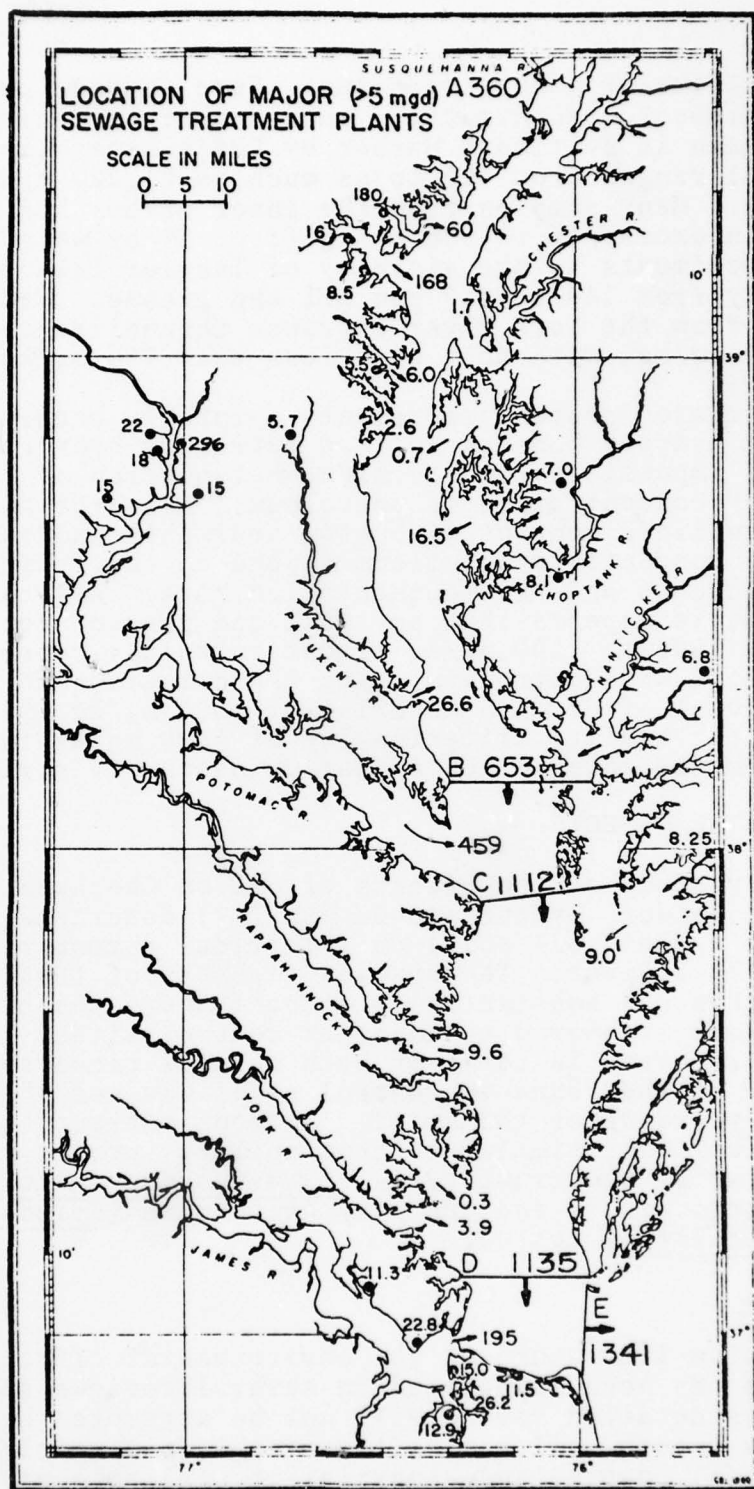 SUSQUEHANNA R.
A 360
LOCATION OF MAJOR (>5 mgd)
SEWAGE TREATMENT PLANTS
SCALE IN MILES
0 5 10
180
60
16
168
8.5
CHESTER R.
10'
1.7
39°
5.5
6.0
2.6
0.7
22
296
18
5.7
15
15
7.0
16.5
8.1
CHOPTANK R
NANTICOKE R
6.8
PATUXENT R
26.6
B 653
POTOMAC R.
459
38°
8.25
C 1112
9.0
RAPPAHANNOCK R
9.6
YORK R
0.3
3.9
10'
JAMES R
D 1135
11.3
E
1341
22.8
195
37°
15.0
11.5
26.2
12.9
77°
76°